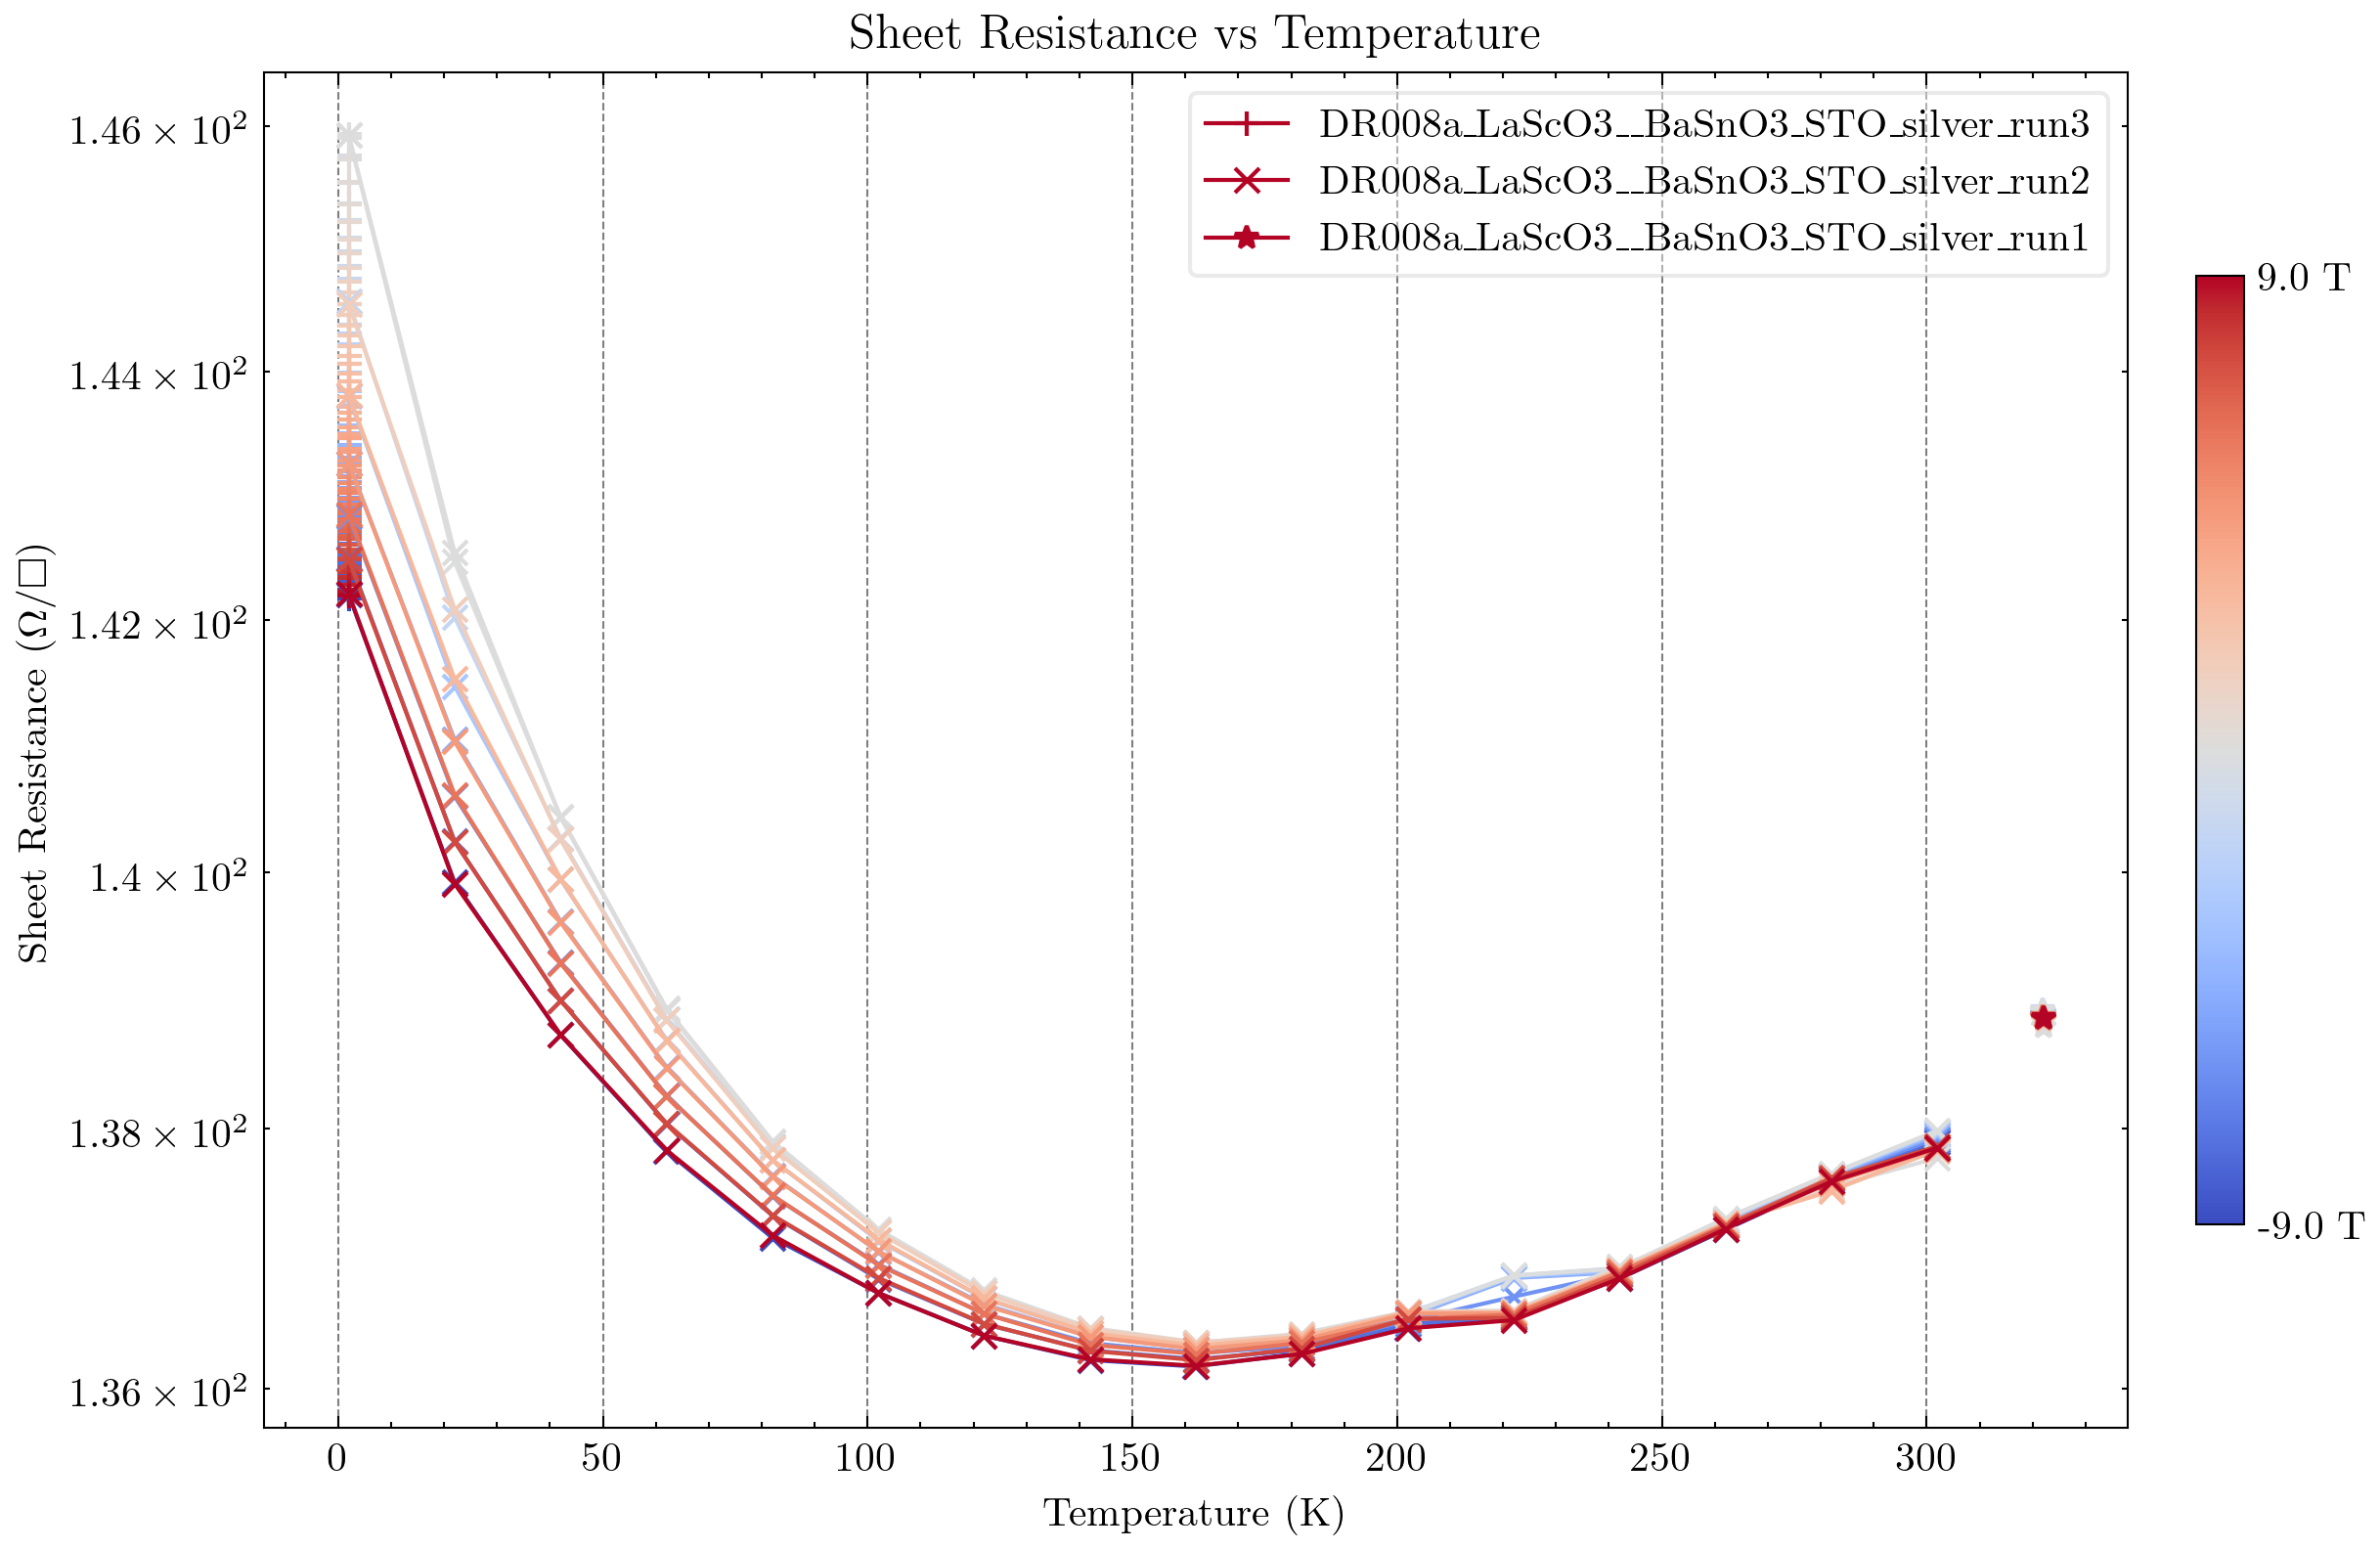 Sheet Resistance vs Temperature
DR008a_LaScO3__BaSnO3_STO_silver_run3
DR008a_LaScO3__BaSnO3_STO_silver_run2
DR008a_LaScO3__BaSnO3_STO_silver_run1
Sheet Resistance (Ω/□)
1.46 × 10²
1.44 × 10²
1.42 × 10²
1.4 × 10²
1.38 × 10²
1.36 × 10²
0 50 100 150 200 250 300
Temperature (K)
9.0 T
-9.0 T